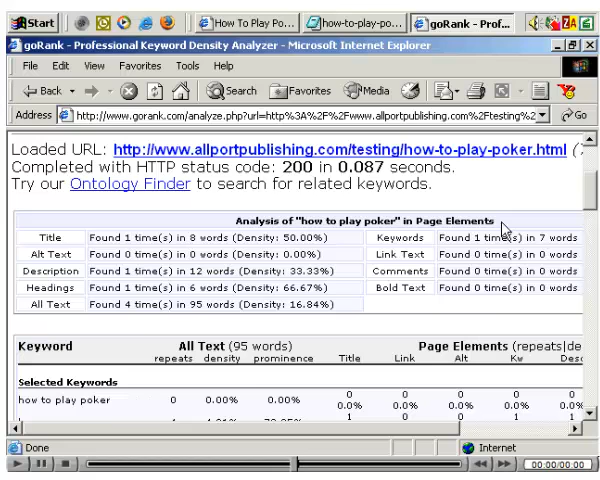 Start
How To Play Po...
how-to-play-po...
goRank - Prof...
goRank - Professional Keyword Density Analyzer - Microsoft Internet Explorer
File Edit View Favorites Tools Help
Back Search Favorites Media
Address http://www.gorank.com/analyze.php?url=http%3A%2F%2Fwww.allportpublishing.com%2Ftesting%2 Go
Loaded URL: http://www.allportpublishing.com/testing/how-to-play-poker.html
Completed with HTTP status code: 200 in 0.087 seconds.
Try our Ontology Finder to search for related keywords.
Analysis of "how to play poker" in Page Elements
Title Found 1 time(s) in 8 words (Density: 50.00%) Keywords Found 1 time(s) in 7 words
Alt Text Found 0 time(s) in 0 words (Density: 0.00%) Link Text Found 0 time(s) in 0 words
Description Found 1 time(s) in 12 words (Density: 33.33%) Comments Found 0 time(s) in 0 words
Headings Found 1 time(s) in 6 words (Density: 66.67%) Bold Text Found 0 time(s) in 0 words
All Text Found 4 time(s) in 95 words (Density: 16.84%)
Keyword All Text (95 words) Page Elements (repeats|de
repeats density prominence Title Link Alt Kw Desc
Selected Keywords
how to play poker 0 0.00% 0.00% 0 0 0 0 0
0.0% 0.0% 0.0% 0.0% 0.0%
1 0 0 1 1
Done Internet
00:00/00:00